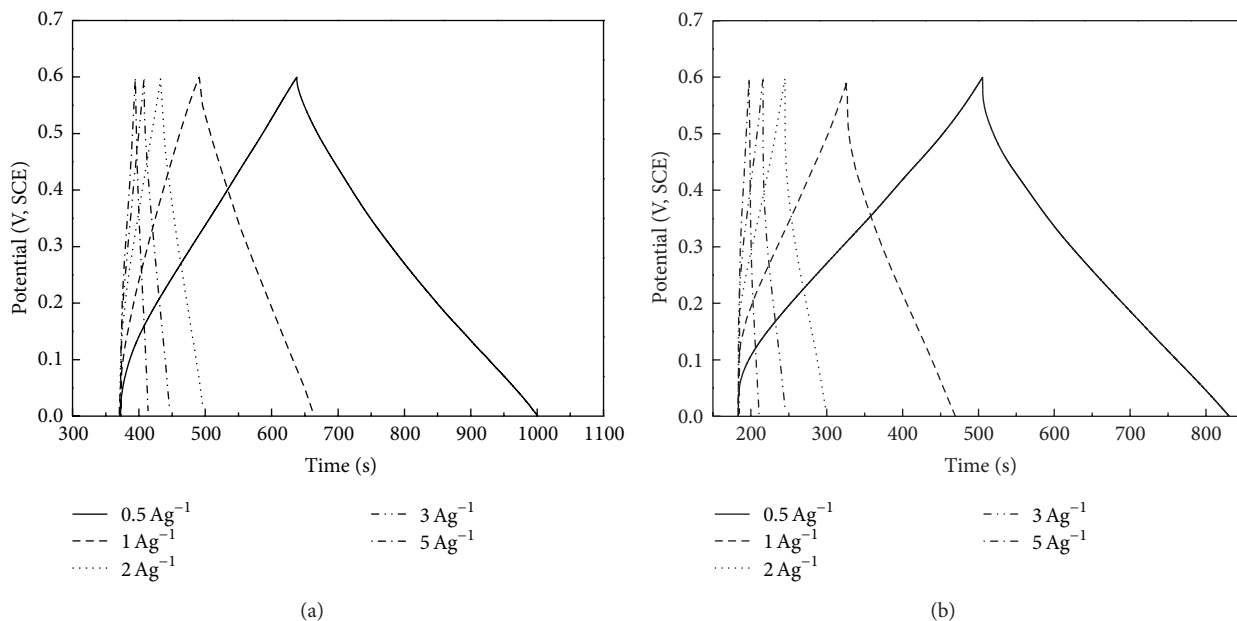 0.7
0.6
0.5
0.4
0.3
0.2
0.1
0.0
Potential (V, SCE)
300 400 500 600 700 800 900 1000 1100
Time (s)
0.5 Ag⁻¹
1 Ag⁻¹
2 Ag⁻¹
3 Ag⁻¹
5 Ag⁻¹
(a)
0.7
0.6
0.5
0.4
0.3
0.2
0.1
0.0
Potential (V, SCE)
200 300 400 500 600 700 800
Time (s)
0.5 Ag⁻¹
1 Ag⁻¹
2 Ag⁻¹
3 Ag⁻¹
5 Ag⁻¹
(b)